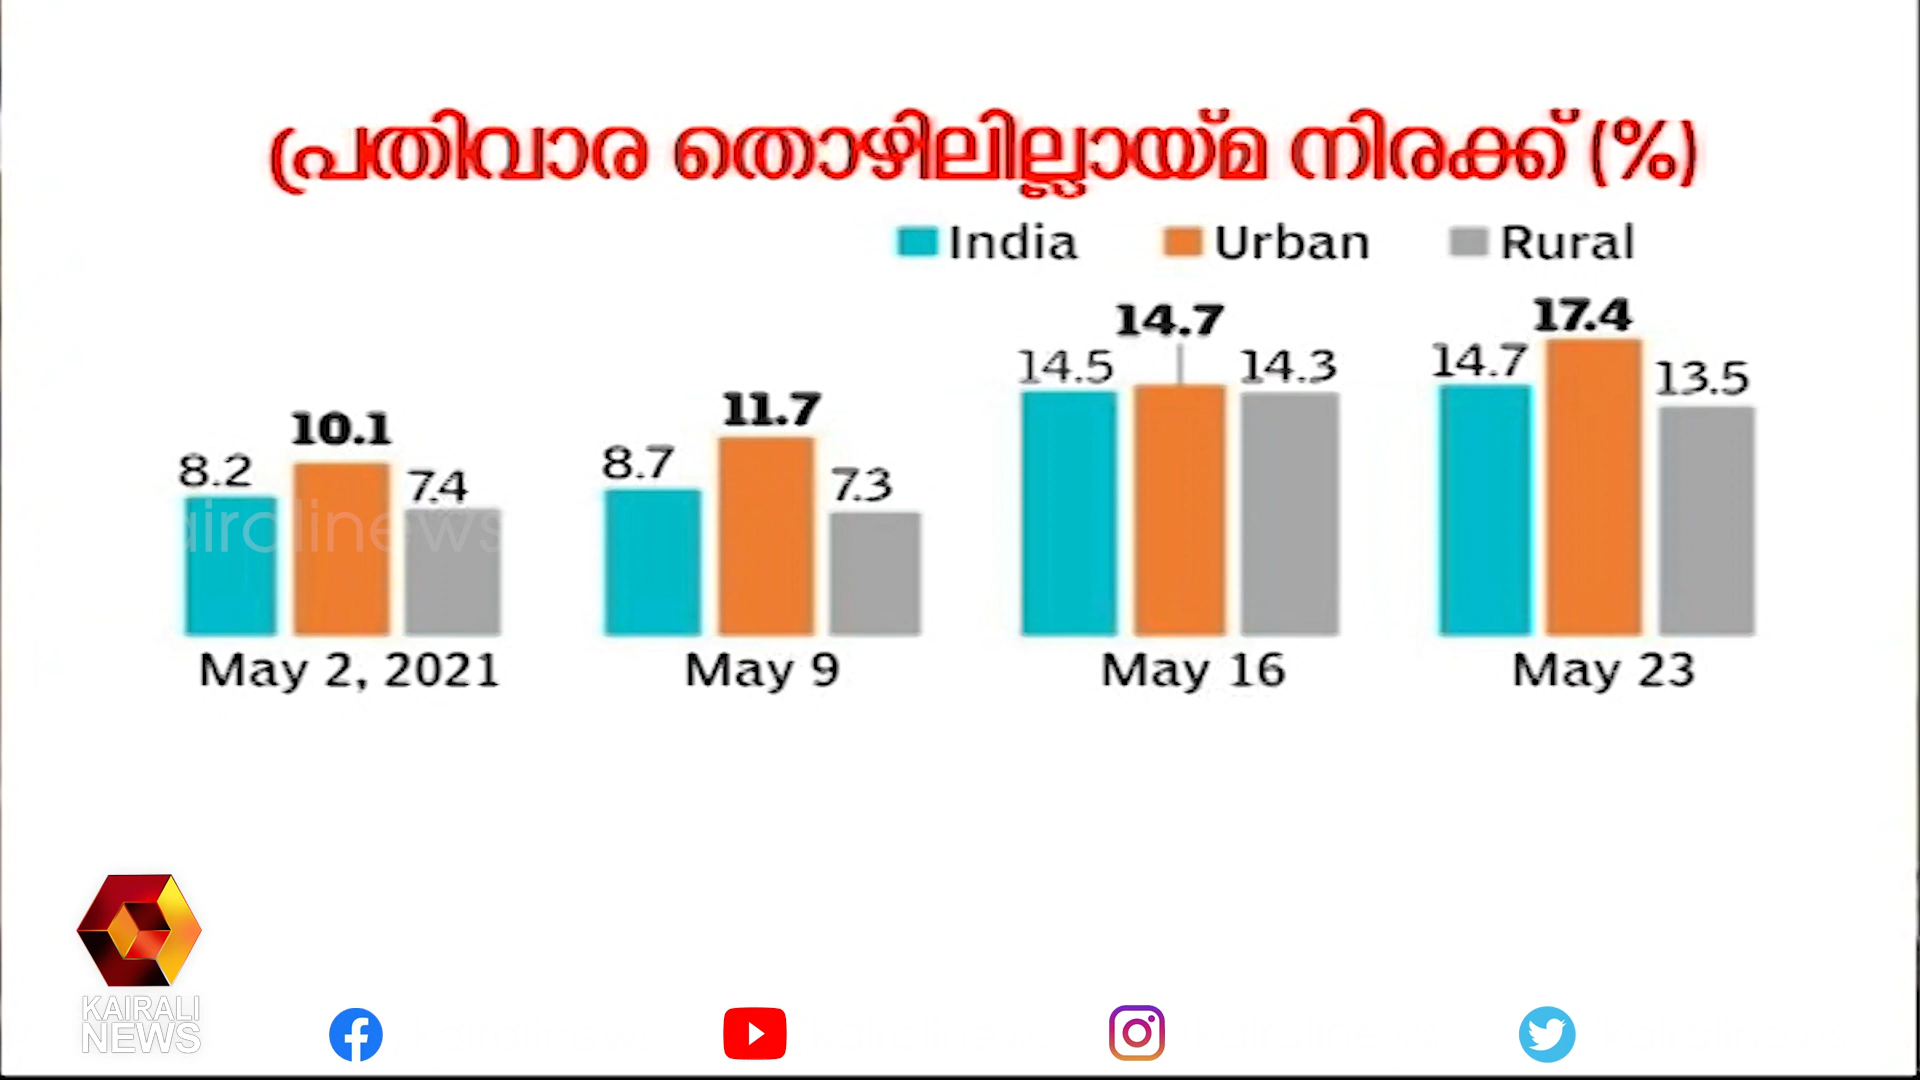 പ്രതിവാര തൊഴിലില്ലായ്മ നിരക്ക് (%)
India Urban Rural
8.2 10.1 7.4
8.7 11.7 7.3
14.5 14.7 14.3
14.7 17.4 13.5
May 2, 2021 May 9 May 16 May 23
airalinews
KAIRALI
NEWS